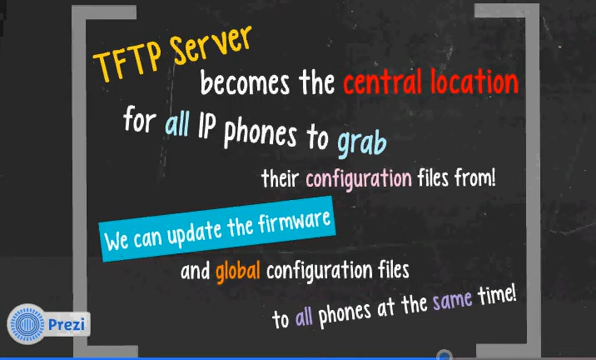 TFTP Server
becomes the central location
for all IP phones to grab
their configuration files from!
We can update the firmware
and global configuration files
to all phones at the same time!
Prezi